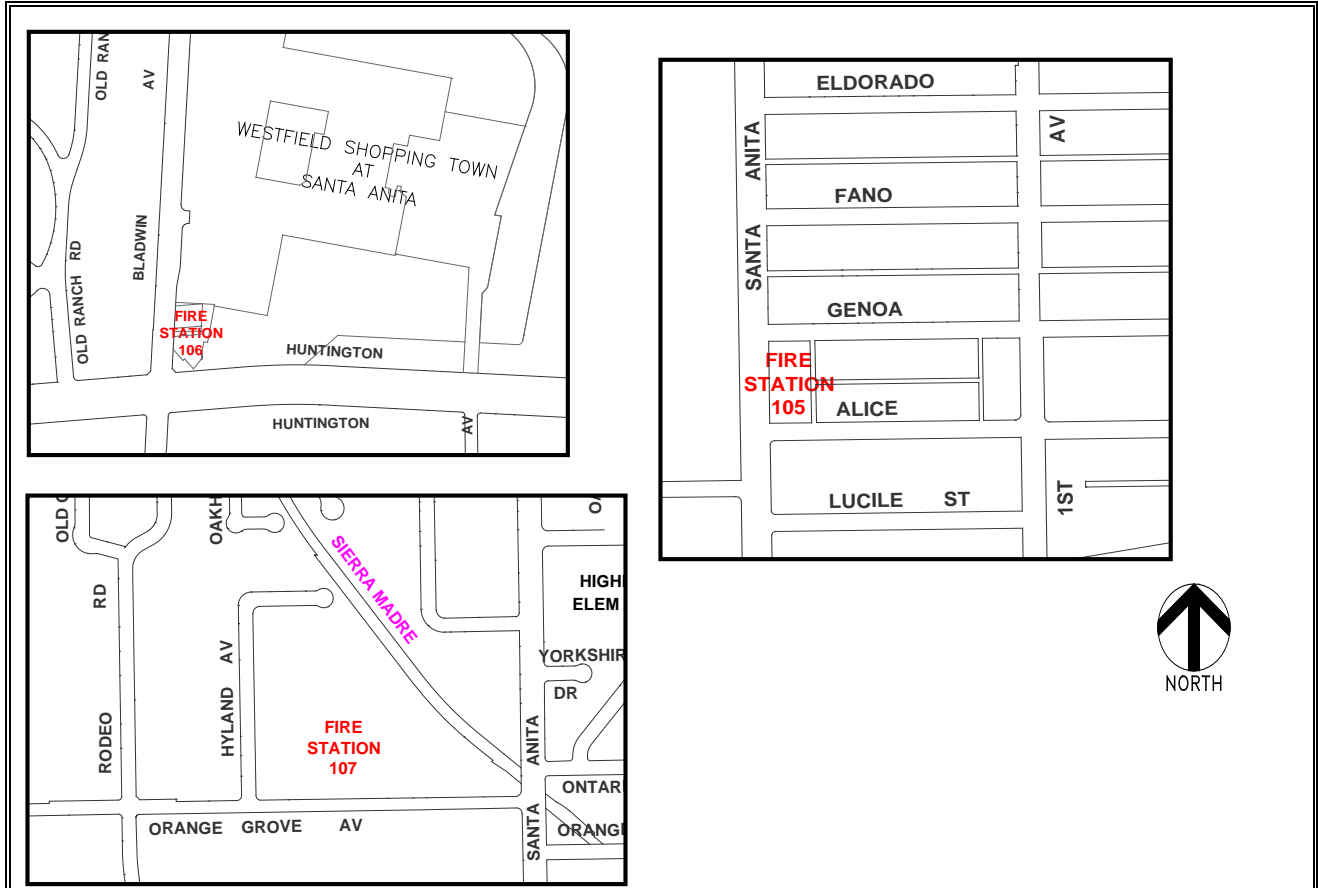 OLD RAN
AV
WESTFIELD SHOPPING TOWN
AT
SANTA ANITA
BLADWIN
OLD RANCH RD
FIRE
STATION
106
HUNTINGTON
HUNTINGTON
AV
ELDORADO
SANTA ANITA
AV
FANO
GENOA
FIRE
STATION
105
ALICE
LUCILE ST
1ST
OLD
OAKH
SIERRA MADRE
HIGH
ELEM
RD
HYLAND AV
YORKSHIR
DR
RODEO
FIRE
STATION
107
SANTA ANITA
ONTAR
ORANGE GROVE AV
ORANG
NORTH